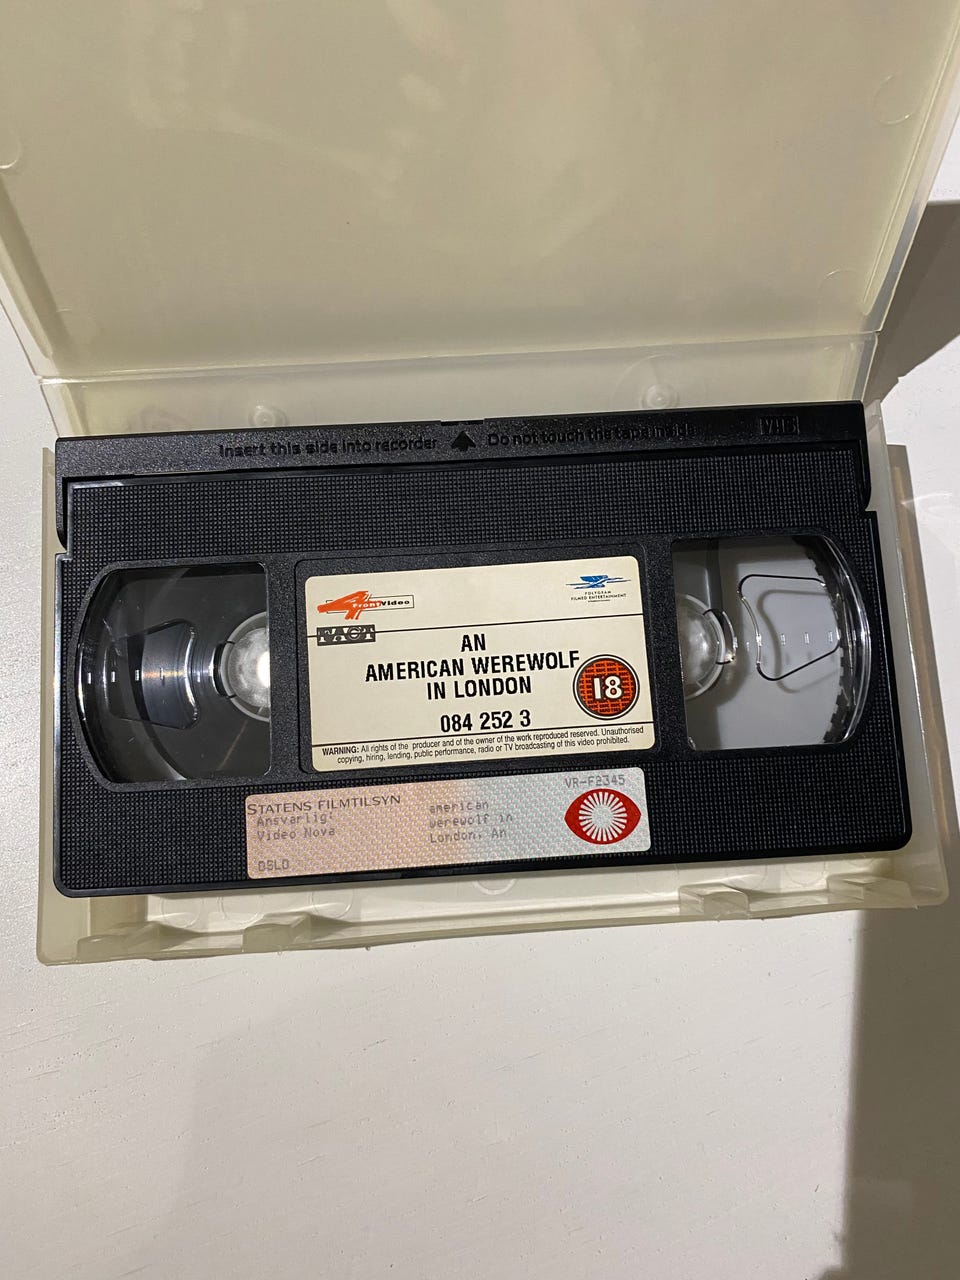 Insert this side into recorder Do not touch the tape inside
VHS
4 Front Video
POLYGRAM
FILMED ENTERTAINMENT
FACT
AN
AMERICAN WEREWOLF
IN LONDON
18
084 252 3
WARNING: All rights of the producer and of the owner of the work reproduced reserved. Unauthorised
copying, hiring, lending, public performance, radio or TV broadcasting of this video prohibited.
VR-F2345
STATENS FILMTILSYN
Ansvarlig:
Video Nova
OSLO
american
werewolf in
London, An